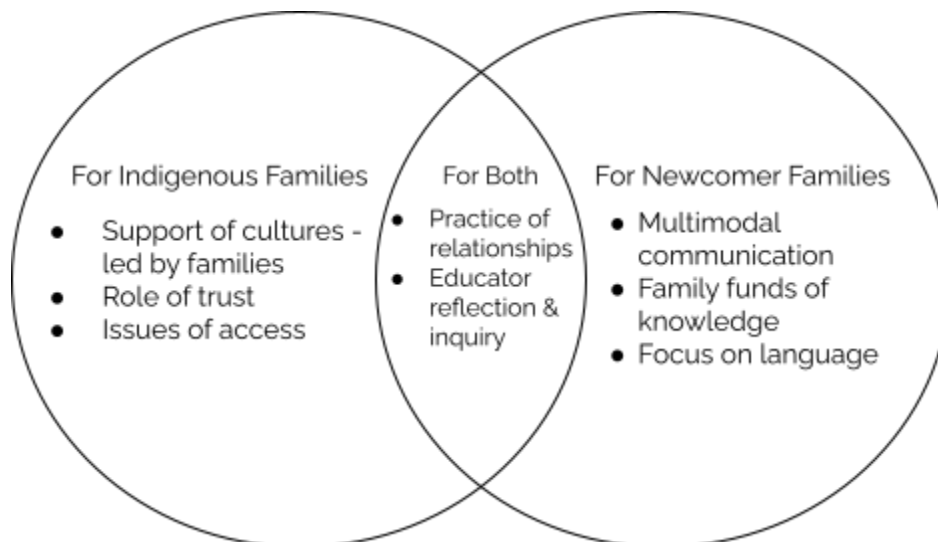 For Indigenous Families
● Support of cultures -
led by families
● Role of trust
● Issues of access
For Both
● Practice of
relationships
● Educator
reflection &
inquiry
For Newcomer Families
● Multimodal
communication
● Family funds of
knowledge
● Focus on language